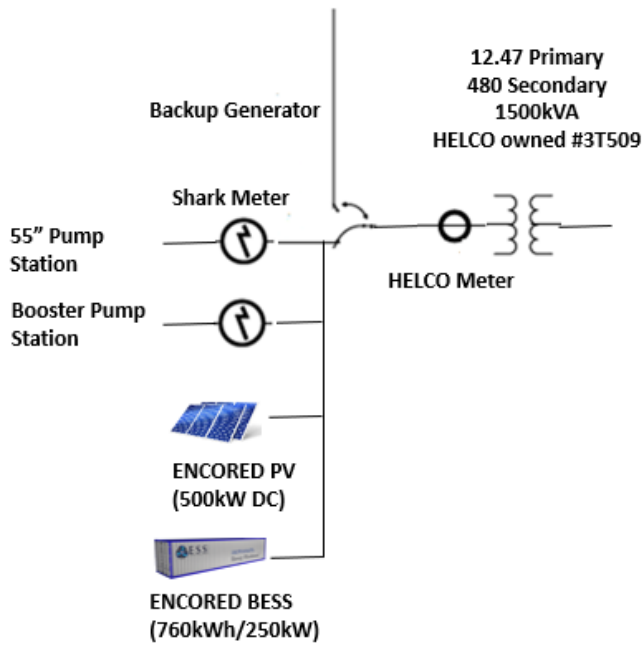 12.47 Primary
480 Secondary
1500kVA
HELCO owned #3T509
Backup Generator
Shark Meter
55” Pump
Station
HELCO Meter
Booster Pump
Station
ENCORED PV
(500kW DC)
ESS
ENCORED BESS
(760kWh/250kW)